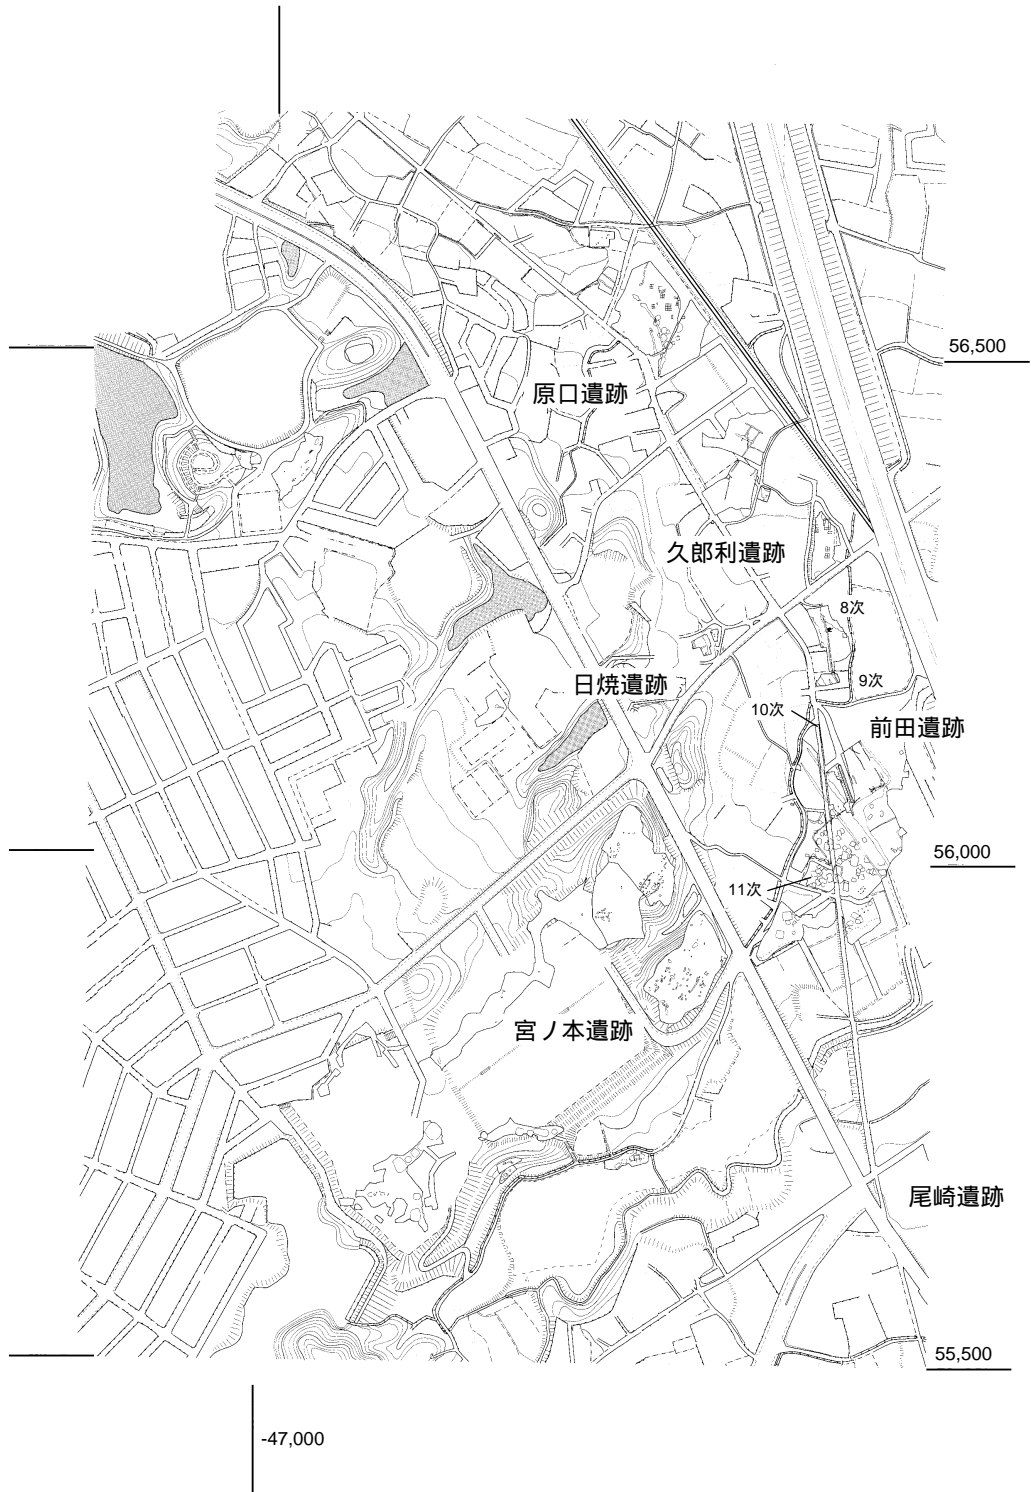 56,500
原口遺跡
久郎利遺跡
8次
日焼遺跡
9次
10次
前田遺跡
56,000
11次
宮ノ本遺跡
尾崎遺跡
55,500
-47,000